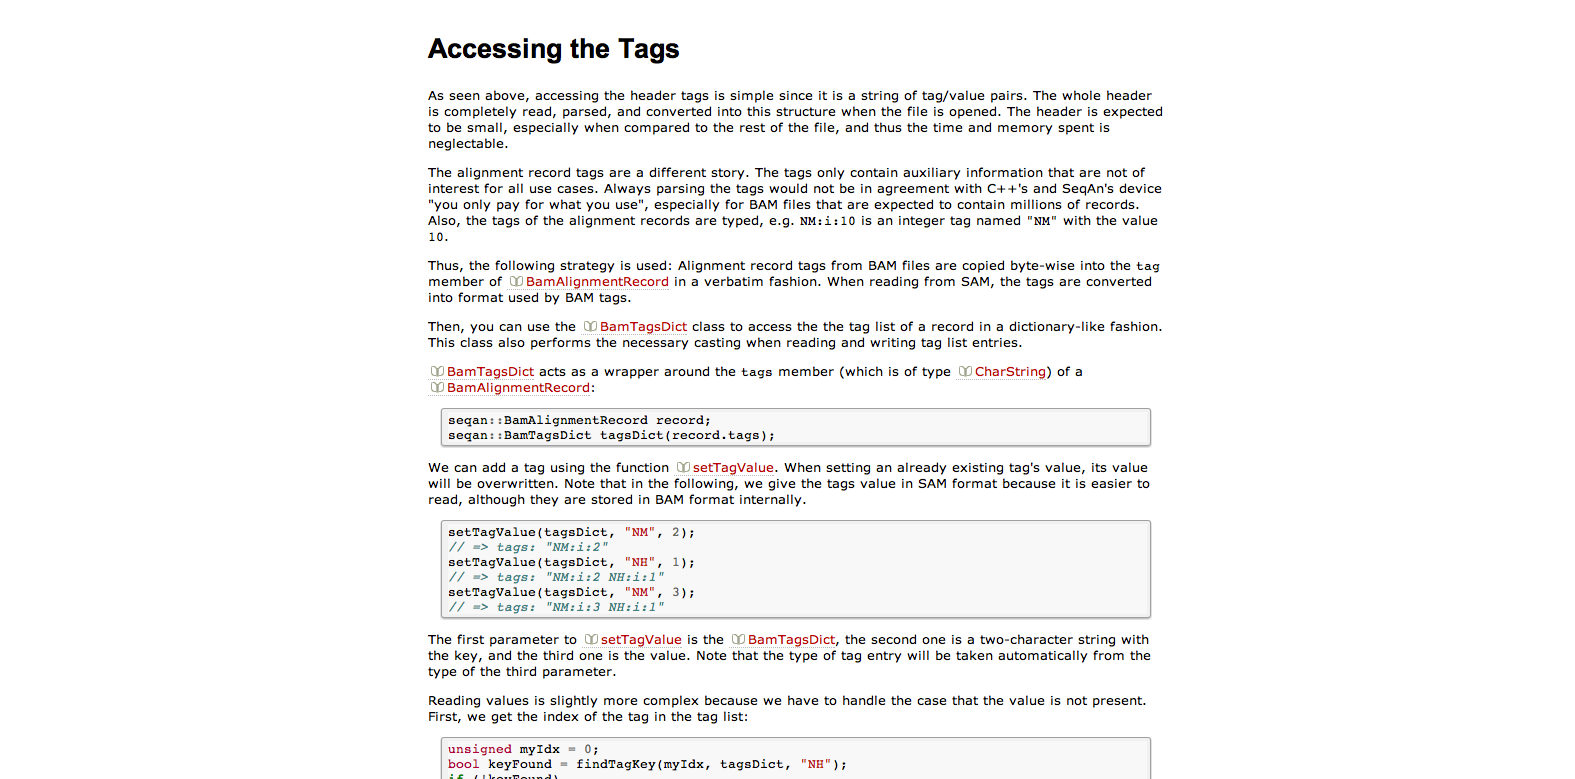 Accessing the Tags
As seen above, accessing the header tags is simple since it is a string of tag/value pairs. The whole header
is completely read, parsed, and converted into this structure when the file is opened. The header is expected
to be small, especially when compared to the rest of the file, and thus the time and memory spent is
neglectable.
The alignment record tags are a different story. The tags only contain auxiliary information that are not of
interest for all use cases. Always parsing the tags would not be in agreement with C++'s and SeqAn's device
"you only pay for what you use", especially for BAM files that are expected to contain millions of records.
Also, the tags of the alignment records are typed, e.g. NM:i:10 is an integer tag named "NM" with the value
10.
Thus, the following strategy is used: Alignment record tags from BAM files are copied byte-wise into the tag
member of BamAlignmentRecord in a verbatim fashion. When reading from SAM, the tags are converted
into format used by BAM tags.
Then, you can use the BamTagsDict class to access the the tag list of a record in a dictionary-like fashion.
This class also performs the necessary casting when reading and writing tag list entries.
BamTagsDict acts as a wrapper around the tags member (which is of type CharString) of a
BamAlignmentRecord:
seqan::BamAlignmentRecord record;
seqan::BamTagsDict tagsDict(record.tags);
We can add a tag using the function setTagValue. When setting an already existing tag's value, its value
will be overwritten. Note that in the following, we give the tags value in SAM format because it is easier to
read, although they are stored in BAM format internally.
setTagValue(tagsDict, "NM", 2);
// => tags: "NM:i:2"
setTagValue(tagsDict, "NH", 1);
// => tags: "NM:i:2 NH:i:1"
setTagValue(tagsDict, "NM", 3);
// => tags: "NM:i:3 NH:i:1"
The first parameter to setTagValue is the BamTagsDict, the second one is a two-character string with
the key, and the third one is the value. Note that the type of tag entry will be taken automatically from the
type of the third parameter.
Reading values is slightly more complex because we have to handle the case that the value is not present.
First, we get the index of the tag in the tag list:
unsigned myIdx = 0;
bool keyFound = findTagKey(myIdx, tagsDict, "NH");
if (!keyFound)